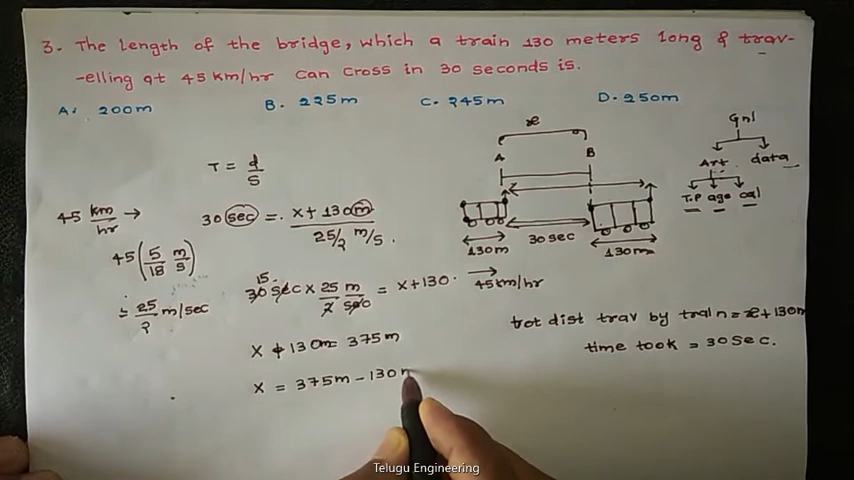 3. The length of the bridge, which a train 130 meters long & trav-
-elling at 45 km/hr can cross in 30 seconds is.
A. 200m B. 225m C. 245m D. 250m
x
A B
130m 30 sec 130m
45km/hr
Gnl
Art. data
T.P age cal
T = d/s
45 km/hr →
45 (5/18 m/s)
= 25/2 m/sec
30 sec = x + 130m / 25/2 m/s.
15
30 sec x 25/2 m/sec = x + 130.
x + 130m = 375m
x = 375m - 130m
tot dist trav by train = x + 130m
time took = 30 sec.
Telugu Engineering